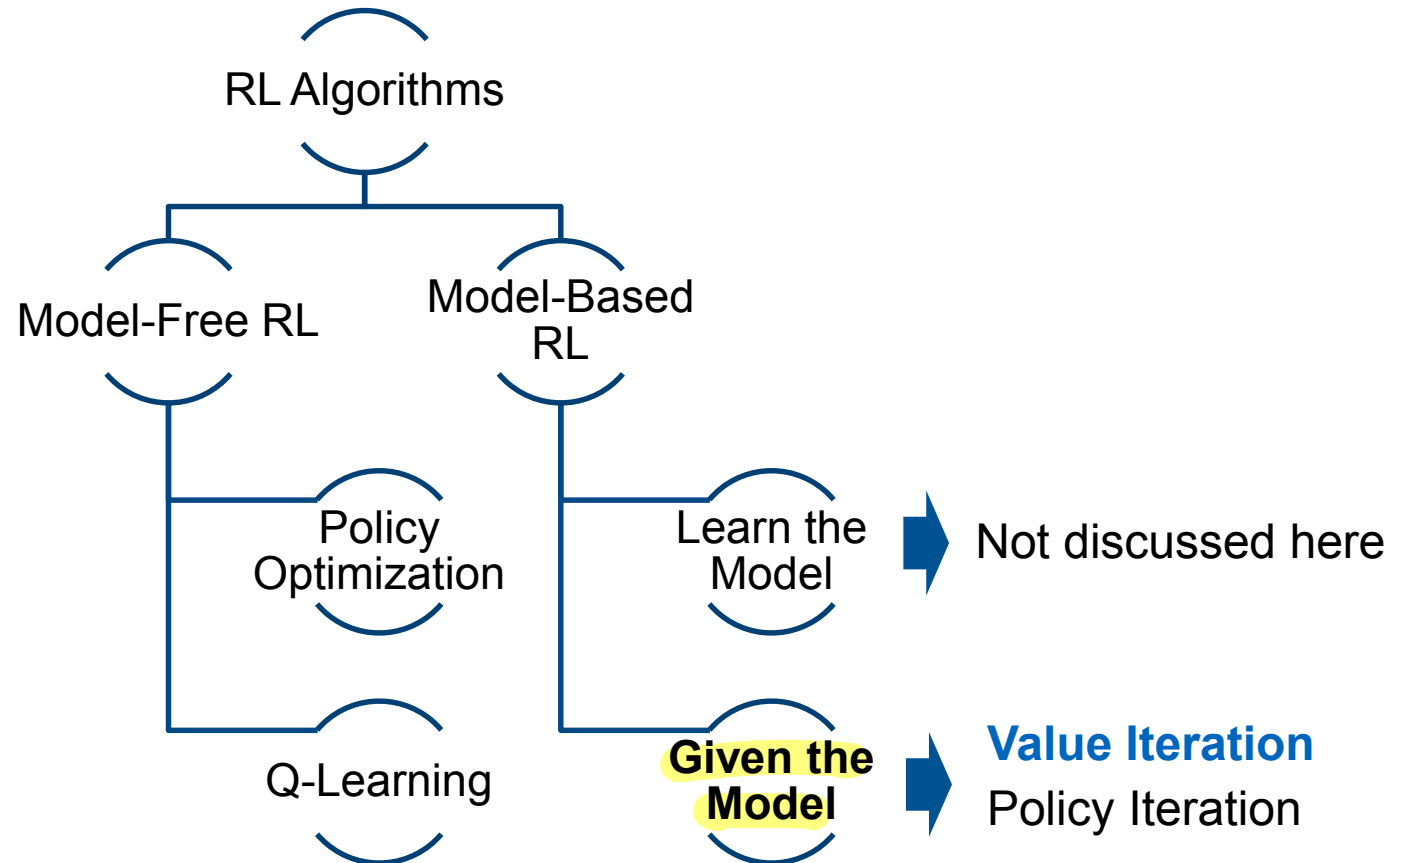 RL Algorithms
Model-Free RL
Model-Based
RL
Policy
Optimization
Learn the
Model
Not discussed here
Q-Learning
Given the
Model
Value Iteration
Policy Iteration